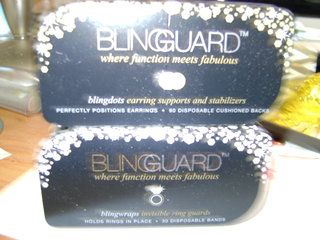 BLINGGUARD™
where function meets fabulous
blingdots earring supports and stabilizers
PERFECTLY POSITIONS EARRINGS • 60 DISPOSABLE CUSHIONED BACKS
BLINGGUARD™
where function meets fabulous
blingwraps invisible ring guards
HOLDS RINGS IN PLACE • 30 DISPOSABLE BANDS